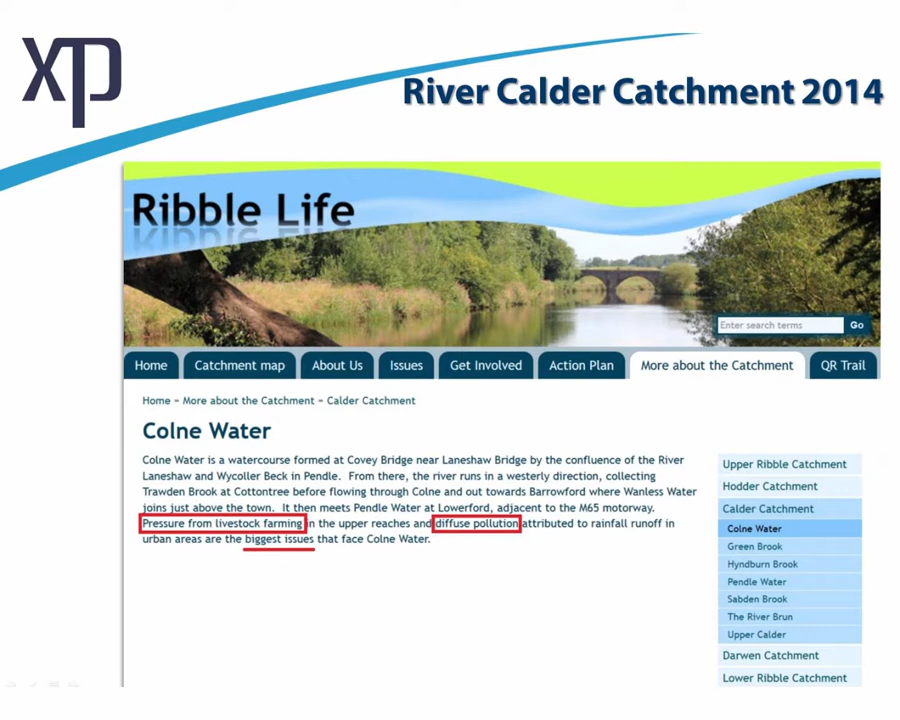 xp
River Calder Catchment 2014
Ribble Life
Enter search terms
Go
Home
Catchment map
About Us
Issues
Get Involved
Action Plan
More about the Catchment
QR Trail
Home » More about the Catchment » Calder Catchment
Colne Water
Colne Water is a watercourse formed at Covey Bridge near Laneshaw Bridge by the confluence of the River
Laneshaw and Wycoller Beck in Pendle. From there, the river runs in a westerly direction, collecting
Trawden Brook at Cottontree before flowing through Colne and out towards Barrowford where Wanless Water
joins just above the town. It then meets Pendle Water at Lowerford, adjacent to the M65 motorway.
Pressure from livestock farming in the upper reaches and diffuse pollution attributed to rainfall runoff in
urban areas are the biggest issues that face Colne Water.
Upper Ribble Catchment
Hodder Catchment
Calder Catchment
Colne Water
Green Brook
Hyndburn Brook
Pendle Water
Sabden Brook
The River Brun
Upper Calder
Darwen Catchment
Lower Ribble Catchment